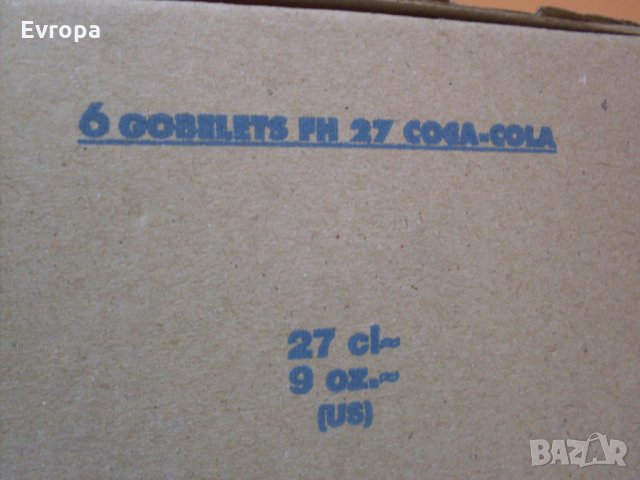 Evropa
6 GOBELETS FH 27 COCA-COLA
27 cl~
9 oz.~
(US)
BAZAR